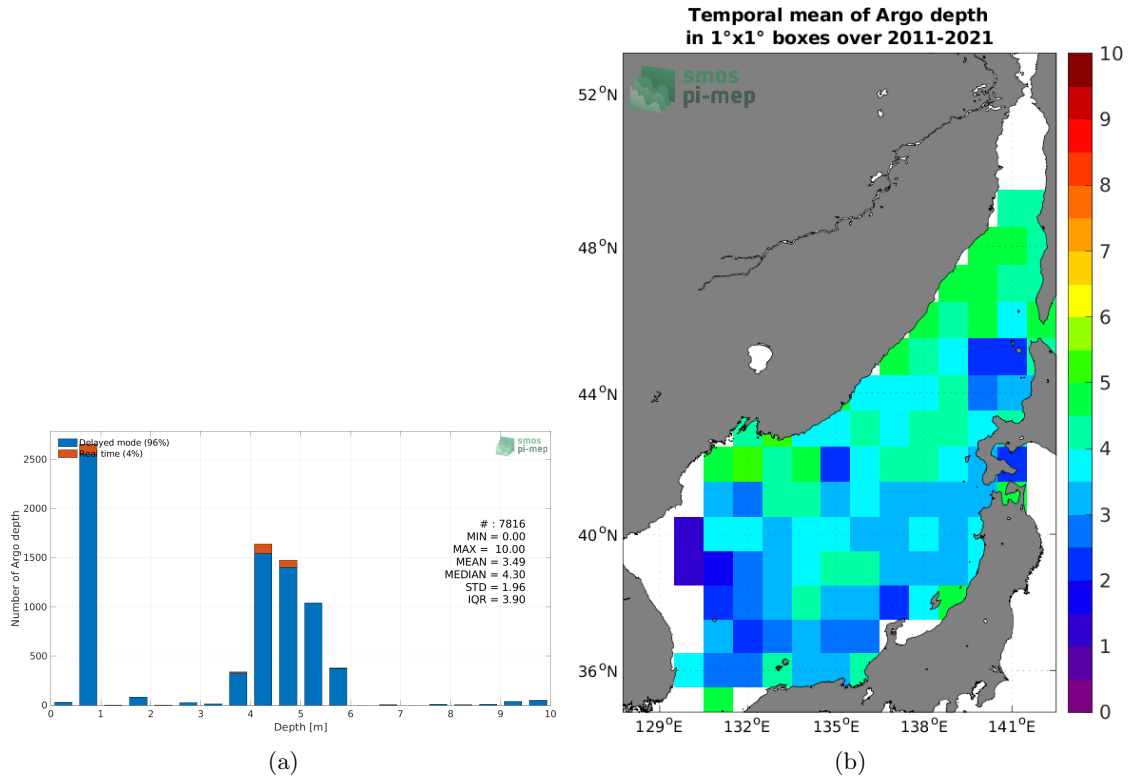 Delayed mode (96%)
Real time (4%)
smos
pi-mep
# : 7816
MIN = 0.00
MAX = 10.00
MEAN = 3.49
MEDIAN = 4.30
STD = 1.96
IQR = 3.90
Number of Argo depth
2500
2000
1500
1000
500
0
0 1 2 3 4 5 6 7 8 9 10
Depth [m]
(a)
Temporal mean of Argo depth
in 1°x1° boxes over 2011-2021
smos
pi-mep
52°N
48°N
44°N
40°N
36°N
129°E 132°E 135°E 138°E 141°E
10
9
8
7
6
5
4
3
2
1
0
(b)